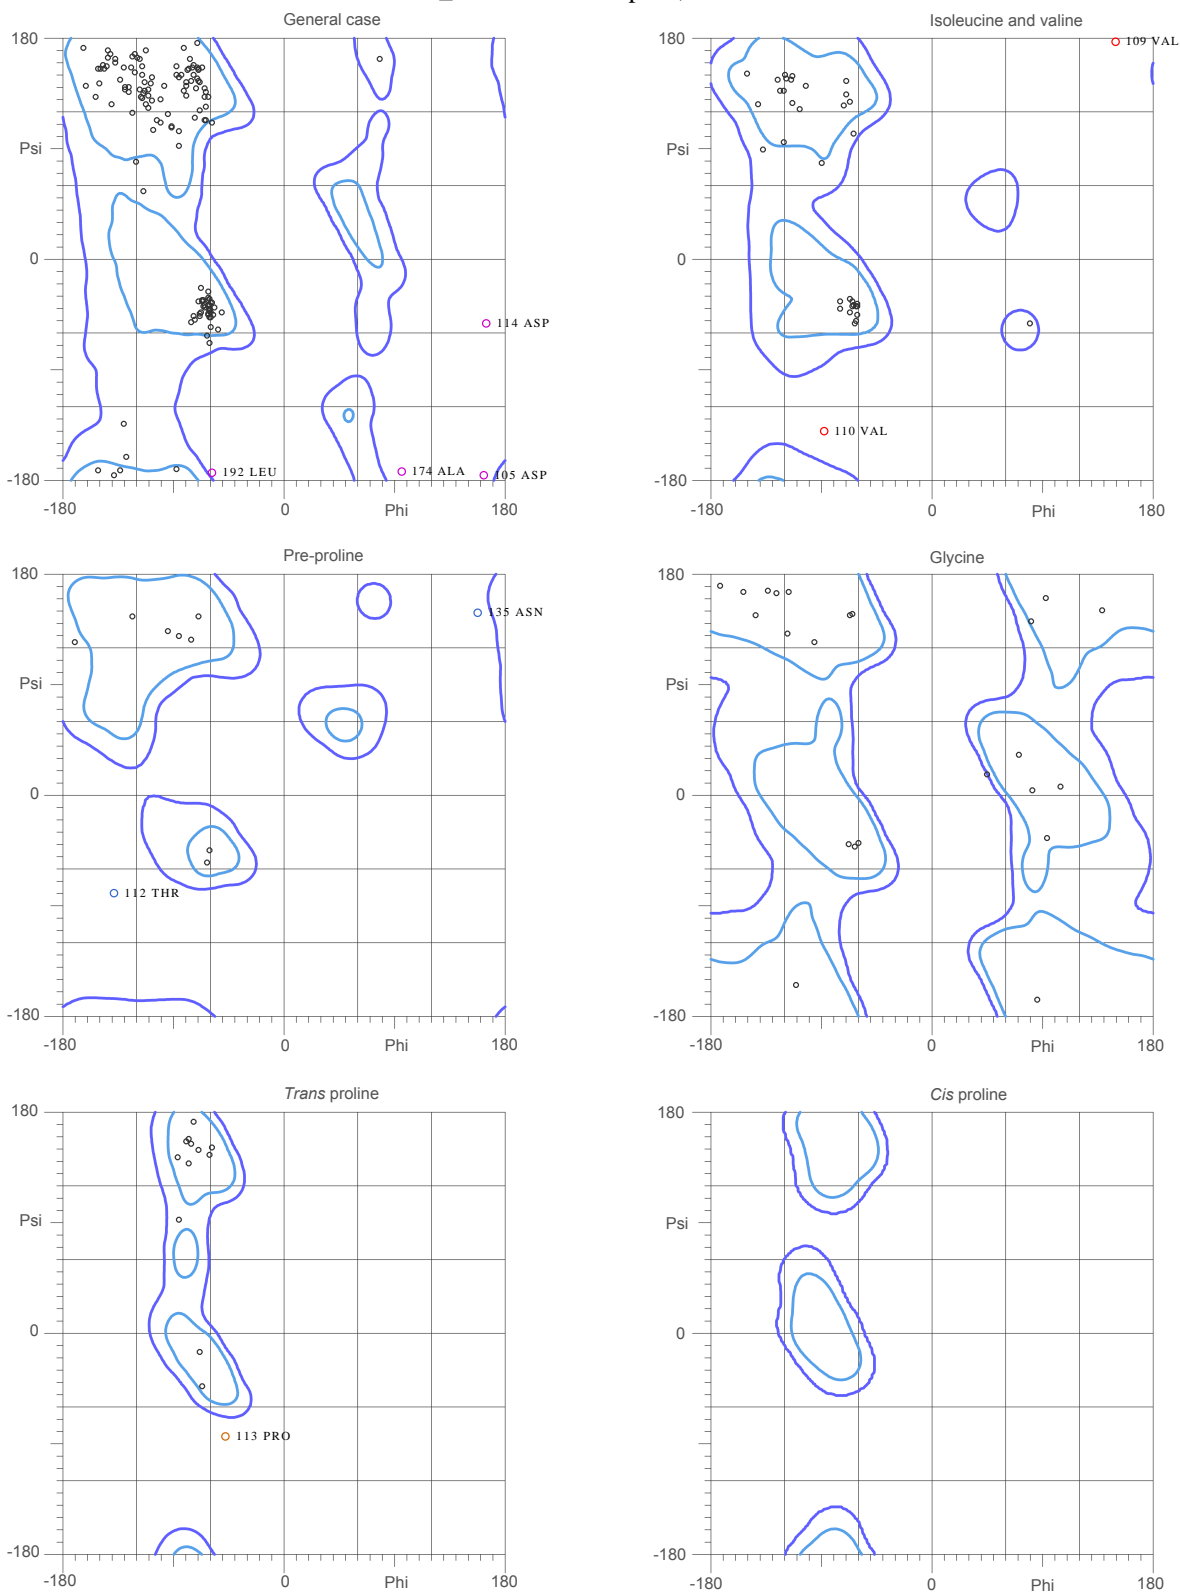 General case
Isoleucine and valine
180
Psi
0
-180
-180
0
Phi
180
114 ASP
192 LEU
174 ALA
105 ASP
180
Psi
0
-180
-180
0
Phi
180
109 VAL
110 VAL
Pre-proline
Glycine
180
Psi
0
-180
-180
0
Phi
180
135 ASN
112 THR
180
Psi
0
-180
-180
0
Phi
180
Trans proline
Cis proline
180
Psi
0
-180
-180
0
Phi
180
113 PRO
180
Psi
0
-180
-180
0
Phi
180